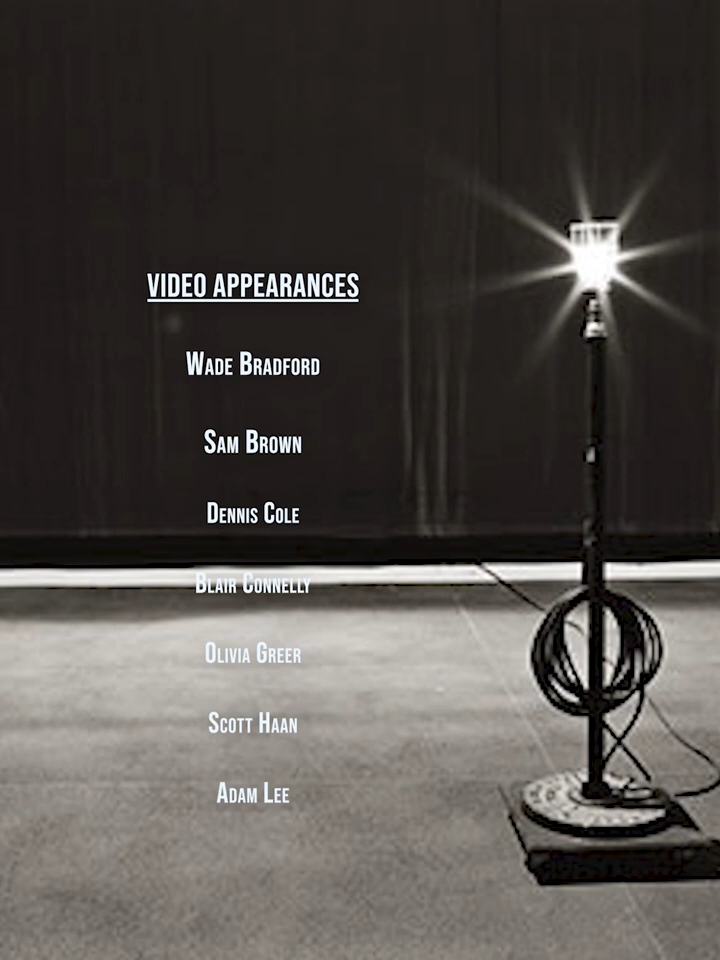 VIDEO APPEARANCES
Wade Bradford
Sam Brown
Dennis Cole
Blair Connelly
Olivia Greer
Scott Haan
Adam Lee